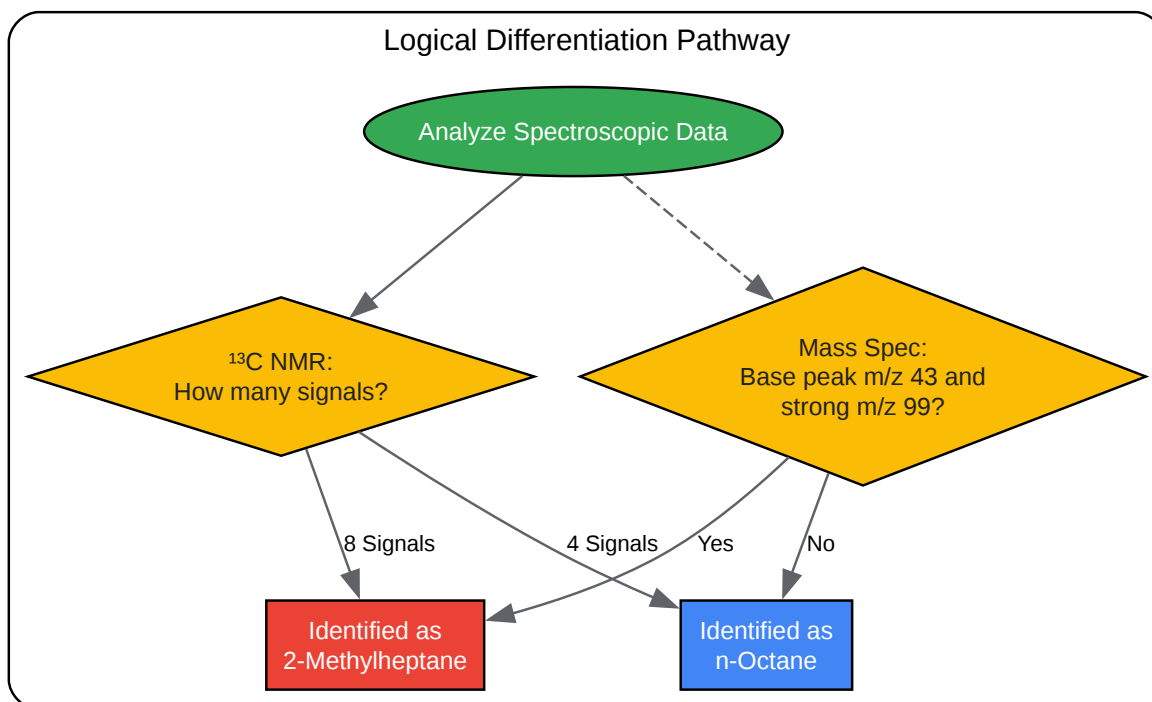 Logical Differentiation Pathway
Analyze Spectroscopic Data
¹³C NMR:
How many signals?
Mass Spec:
Base peak m/z 43 and
strong m/z 99?
8 Signals
4 Signals
Yes
No
Identified as
2-Methylheptane
Identified as
n-Octane